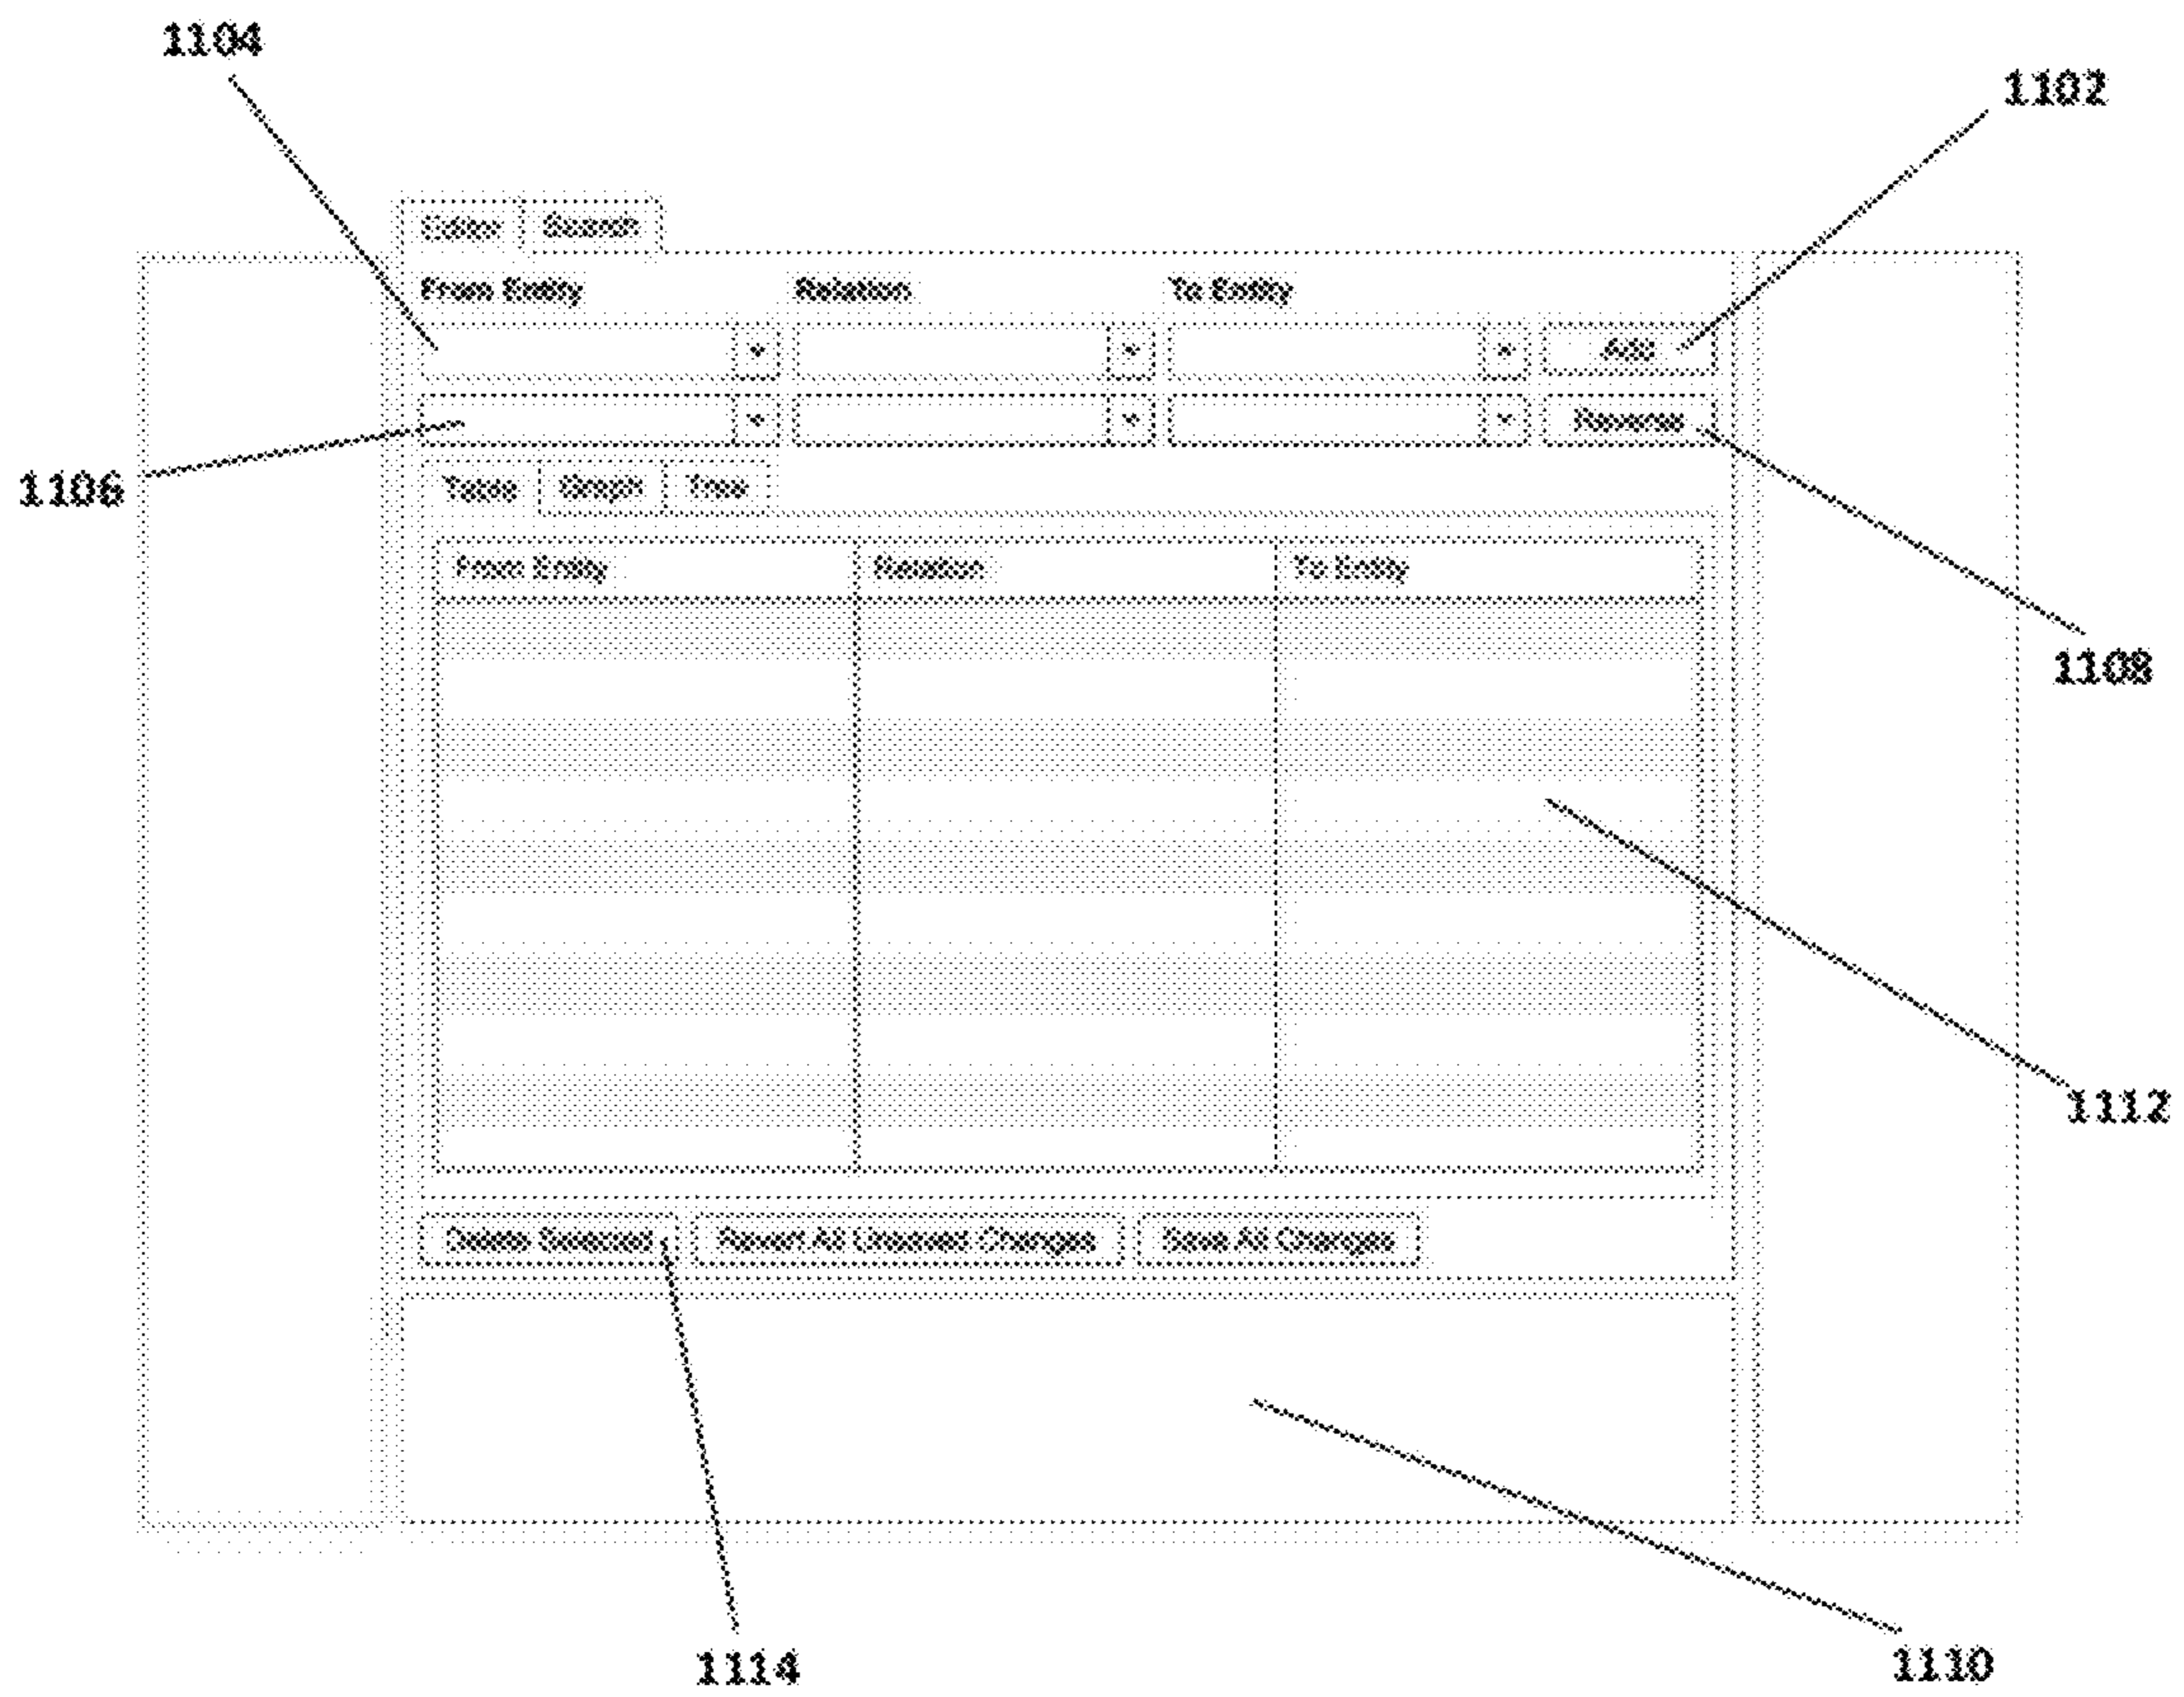 1104
1102
Editor
From Entity Relation To Entity
Add
1106
Reverse
Table Graph Tree
From Entity Relation To Entity
1108
1112
Delete Selected Revert All Unsaved Changes Save All Changes
1114
1110